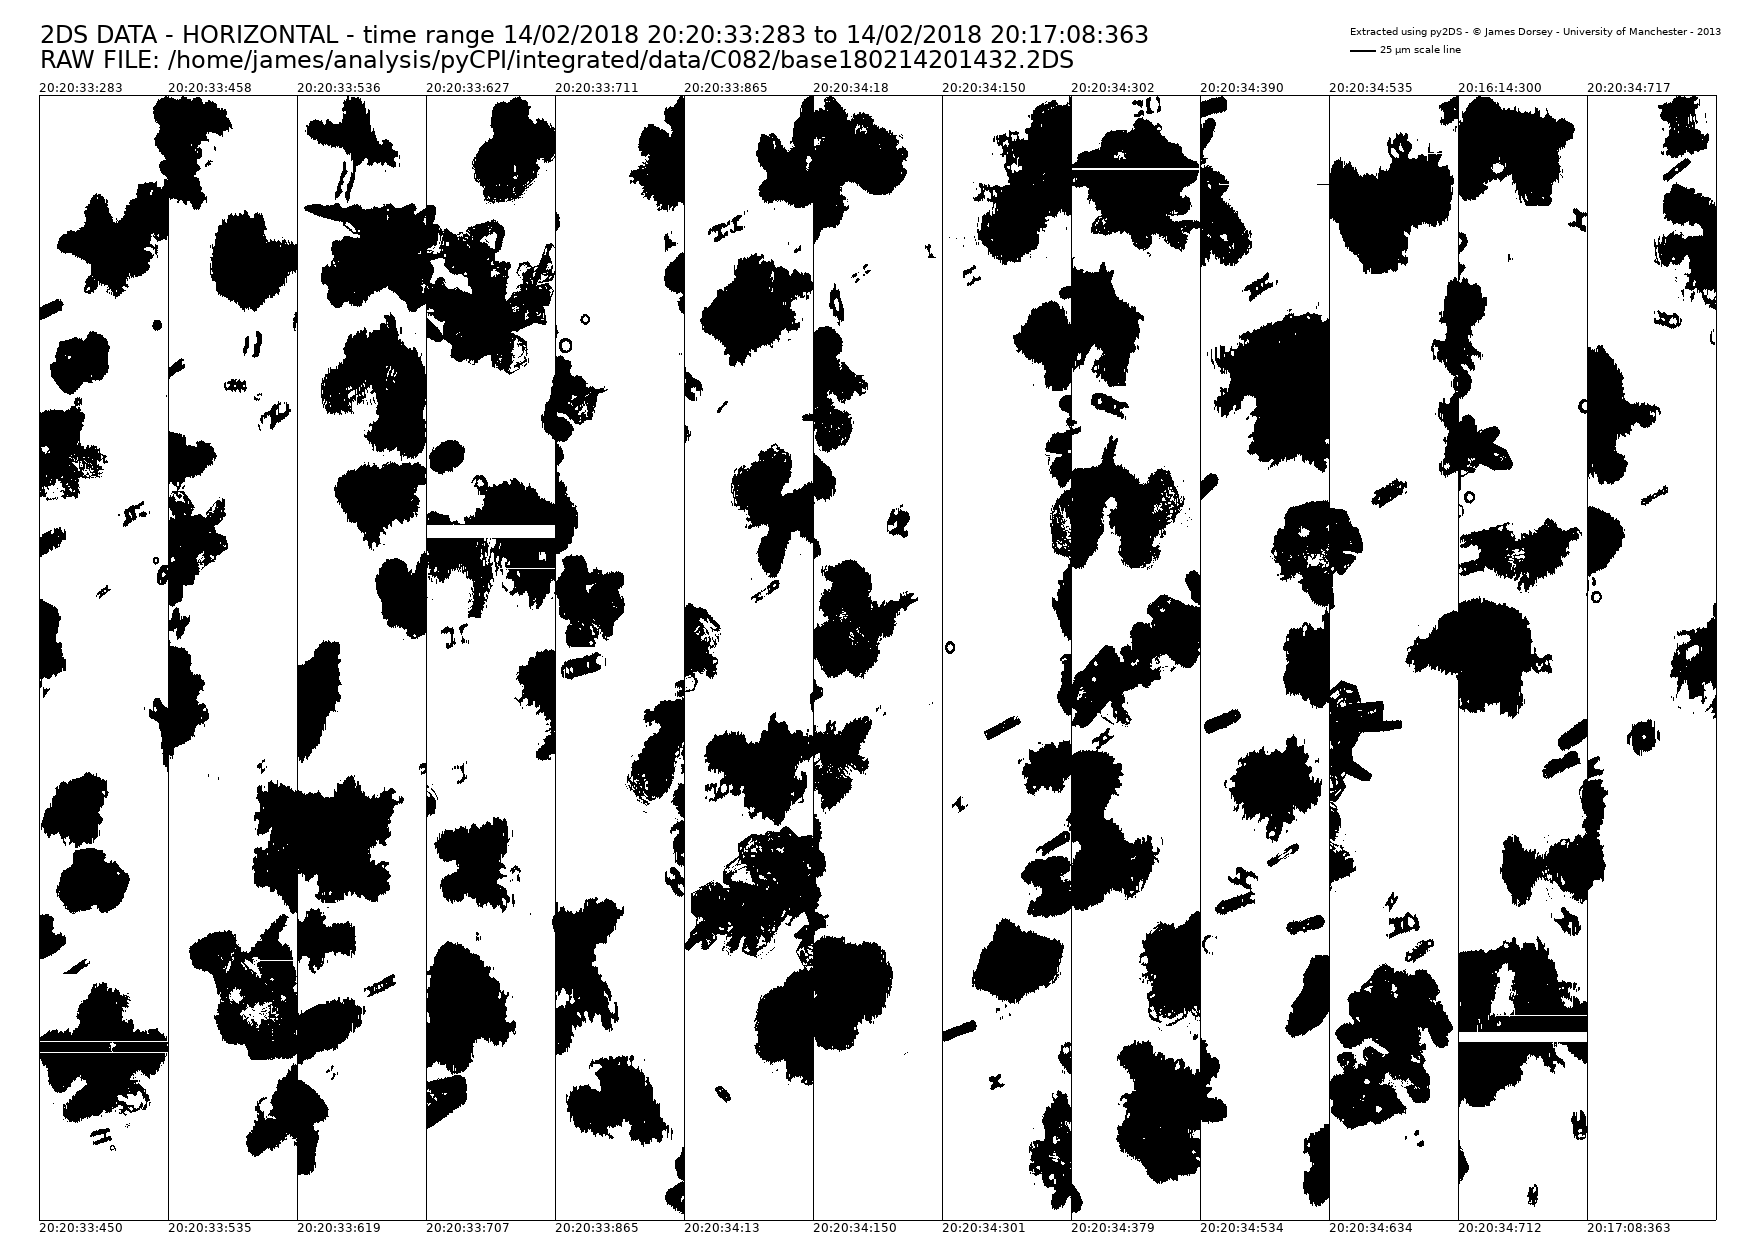 2DS DATA - HORIZONTAL - time range 14/02/2018 20:20:33:283 to 14/02/2018 20:17:08:363
RAW FILE: /home/james/analysis/pyCPI/integrated/data/C082/base180214201432.2DS
Extracted using py2DS - © James Dorsey - University of Manchester - 2013
25 µm scale line
20:20:33:283 20:20:33:458 20:20:33:536 20:20:33:627 20:20:33:711 20:20:33:865 20:20:34:18 20:20:34:150 20:20:34:302 20:20:34:390 20:20:34:535 20:16:14:300 20:20:34:717
20:20:33:450 20:20:33:535 20:20:33:619 20:20:33:707 20:20:33:865 20:20:34:13 20:20:34:150 20:20:34:301 20:20:34:379 20:20:34:534 20:20:34:634 20:20:34:712 20:17:08:363